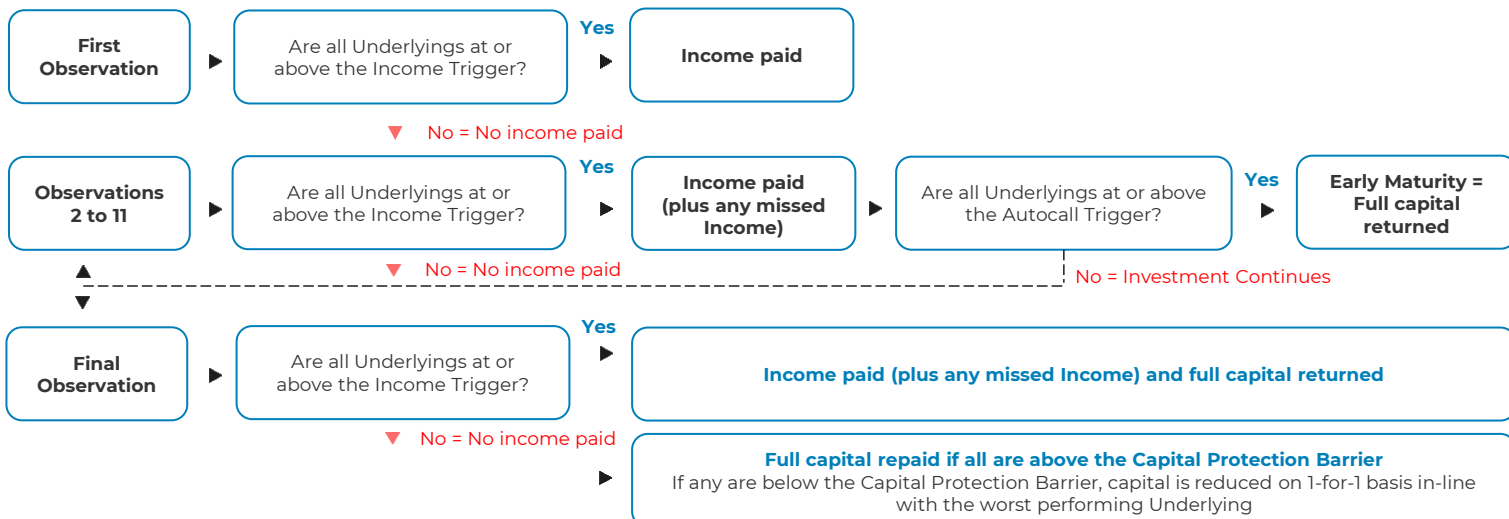 First
Observation
Are all Underlyings at or
above the Income Trigger?
Yes
Income paid
No = No income paid
Observations
2 to 11
Are all Underlyings at or
above the Income Trigger?
Yes
Income paid
(plus any missed
Income)
Are all Underlyings at or above
the Autocall Trigger?
Yes
Early Maturity =
Full capital
returned
No = No income paid
No = Investment Continues
Final
Observation
Are all Underlyings at or
above the Income Trigger?
Yes
Income paid (plus any missed Income) and full capital returned
No = No income paid
Full capital repaid if all are above the Capital Protection Barrier
If any are below the Capital Protection Barrier, capital is reduced on 1-for-1 basis in-line
with the worst performing Underlying